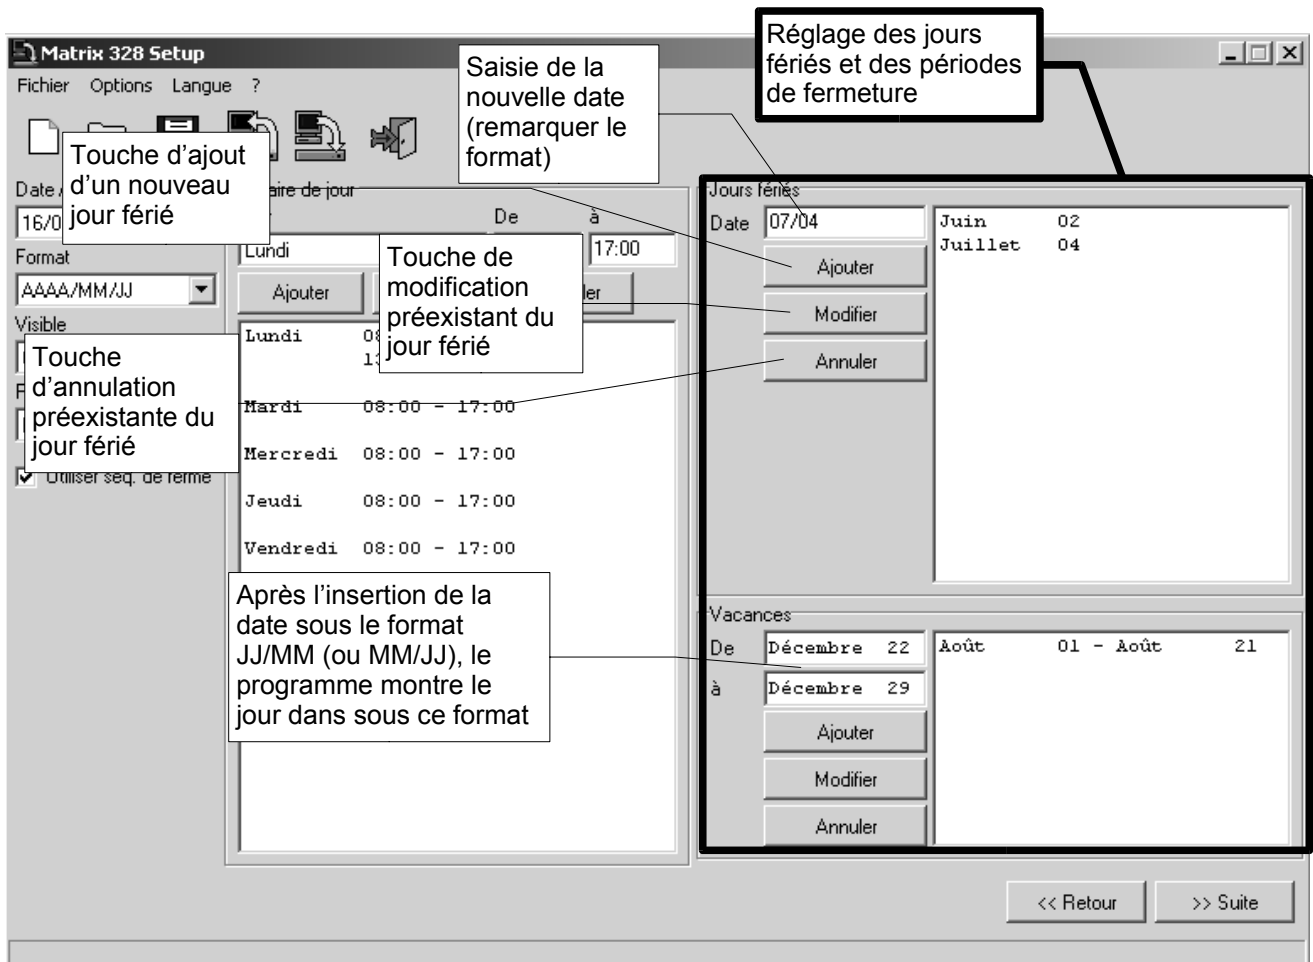 Réglage des jours
fériés et des périodes
de fermeture
Matrix 328 Setup
Saisie de la
nouvelle date
(remarquer le
format)
Fichier Options Langue ?
Touche d’ajout
d’un nouveau
jour férié
Date
aire de jour
Jours fériés
16/0
De à
Date 07/04
Juin 02
Juillet 04
Lundi
17:00
Format
Touche de
modification
préexistant du
jour férié
Ajouter
AAAA/MM/JJ
Ajouter
ler
Modifier
Visible
Touche
d’annulation
préexistante du
jour férié
Lundi
Annuler
Mardi 08:00 - 17:00
Mercredi 08:00 - 17:00
Utiliser seq. de ferme
Jeudi 08:00 - 17:00
Vendredi 08:00 - 17:00
Après l’insertion de la
date sous le format
JJ/MM (ou MM/JJ), le
programme montre le
jour dans sous ce format
Vacances
De Décembre 22
Août 01 - Août 21
à Décembre 29
Ajouter
Modifier
Annuler
<< Retour >> Suite